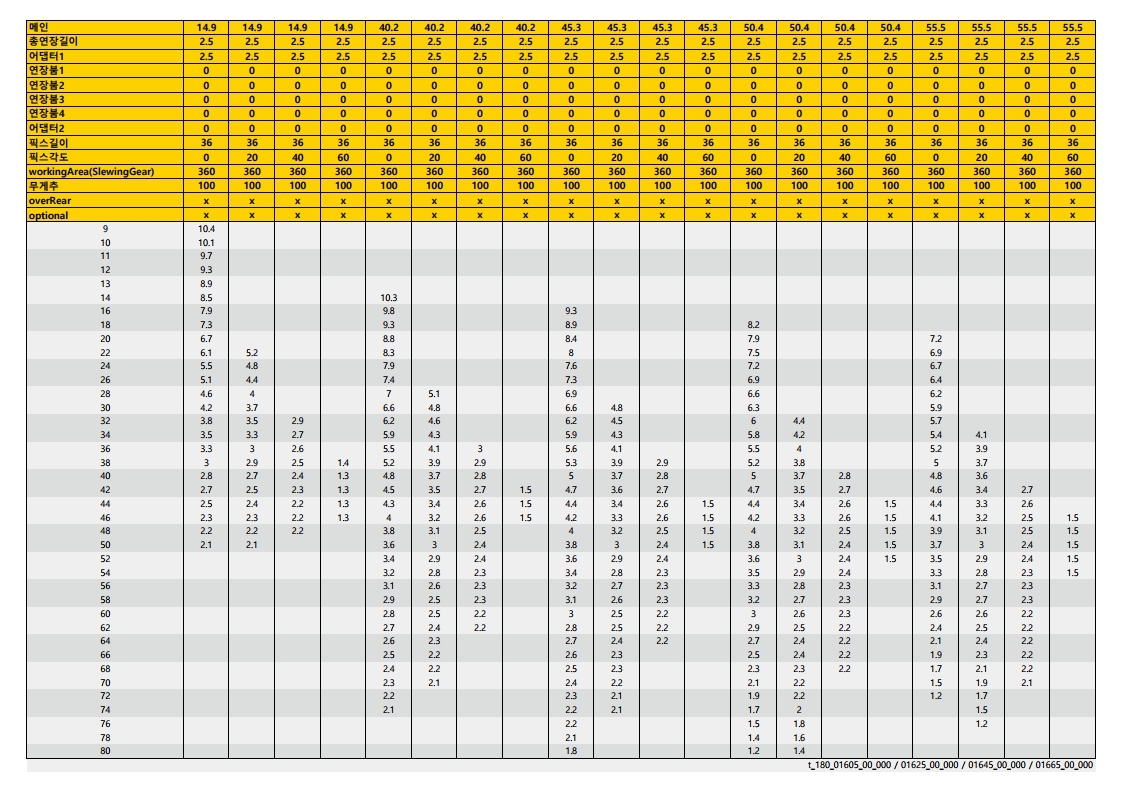 메인 14.9 14.9 14.9 14.9 40.2 40.2 40.2 40.2 45.3 45.3 45.3 45.3 50.4 50.4 50.4 50.4 55.5 55.5 55.5 55.5
총연장길이 2.5 2.5 2.5 2.5 2.5 2.5 2.5 2.5 2.5 2.5 2.5 2.5 2.5 2.5 2.5 2.5 2.5 2.5 2.5 2.5
어댑터1 2.5 2.5 2.5 2.5 2.5 2.5 2.5 2.5 2.5 2.5 2.5 2.5 2.5 2.5 2.5 2.5 2.5 2.5 2.5 2.5
연장붐1 0 0 0 0 0 0 0 0 0 0 0 0 0 0 0 0 0 0 0 0
연장붐2 0 0 0 0 0 0 0 0 0 0 0 0 0 0 0 0 0 0 0 0
연장붐3 0 0 0 0 0 0 0 0 0 0 0 0 0 0 0 0 0 0 0 0
연장붐4 0 0 0 0 0 0 0 0 0 0 0 0 0 0 0 0 0 0 0 0
어댑터2 0 0 0 0 0 0 0 0 0 0 0 0 0 0 0 0 0 0 0 0
픽스길이 36 36 36 36 36 36 36 36 36 36 36 36 36 36 36 36 36 36 36 36
픽스각도 0 20 40 60 0 20 40 60 0 20 40 60 0 20 40 60 0 20 40 60
workingArea(SlewingGear) 360 360 360 360 360 360 360 360 360 360 360 360 360 360 360 360 360 360 360 360
무게추 100 100 100 100 100 100 100 100 100 100 100 100 100 100 100 100 100 100 100 100
overRear x x x x x x x x x x x x x x x x x x x x
optional x x x x x x x x x x x x x x x x x x x x
9 10.4
10 10.1
11 9.7
12 9.3
13 8.9
14 8.5 10.3
16 7.9 9.8 9.3
18 7.3 9.3 8.9 8.2
20 6.7 8.8 8.4 7.9 7.2
22 6.1 5.2 8.3 8 7.5 6.9
24 5.5 4.8 7.9 7.6 7.2 6.7
26 5.1 4.4 7.4 7.3 6.9 6.4
28 4.6 4 7 5.1 6.9 6.6 6.2
30 4.2 3.7 6.6 4.8 6.6 4.8 6.3 5.9
32 3.8 3.5 2.9 6.2 4.6 6.2 4.5 6 4.4 5.7
34 3.5 3.3 2.7 5.9 4.3 5.9 4.3 5.8 4.2 5.4 4.1
36 3.3 3 2.6 5.5 4.1 3 5.6 4.1 5.5 4 5.2 3.9
38 3 2.9 2.5 1.4 5.2 3.9 2.9 5.3 3.9 2.9 5.2 3.8 5 3.7
40 2.8 2.7 2.4 1.3 4.8 3.7 2.8 5 3.7 2.8 5 3.7 2.8 4.8 3.6
42 2.7 2.5 2.3 1.3 4.5 3.5 2.7 1.5 4.7 3.6 2.7 4.7 3.5 2.7 4.6 3.4 2.7
44 2.5 2.4 2.2 1.3 4.3 3.4 2.6 1.5 4.4 3.4 2.6 1.5 4.4 3.4 2.6 1.5 4.4 3.3 2.6
46 2.3 2.3 2.2 1.3 4 3.2 2.6 1.5 4.2 3.3 2.6 1.5 4.2 3.3 2.6 1.5 4.1 3.2 2.5 1.5
48 2.2 2.2 2.2 3.8 3.1 2.5 4 3.2 2.5 1.5 4 3.2 2.5 1.5 3.9 3.1 2.5 1.5
50 2.1 2.1 3.6 3 2.4 3.8 3 2.4 1.5 3.8 3.1 2.4 1.5 3.7 3 2.4 1.5
52 3.4 2.9 2.4 3.6 2.9 2.4 3.6 3 2.4 1.5 3.5 2.9 2.4 1.5
54 3.2 2.8 2.3 3.4 2.8 2.3 3.5 2.9 2.4 3.3 2.8 2.3 1.5
56 3.1 2.6 2.3 3.2 2.7 2.3 3.3 2.8 2.3 3.1 2.7 2.3
58 2.9 2.5 2.3 3.1 2.6 2.3 3.2 2.7 2.3 2.9 2.7 2.3
60 2.8 2.5 2.2 3 2.5 2.2 3 2.6 2.3 2.6 2.6 2.2
62 2.7 2.4 2.2 2.8 2.5 2.2 2.9 2.5 2.3 2.4 2.5 2.2
64 2.6 2.3 2.7 2.4 2.2 2.7 2.4 2.2 2.1 2.4 2.2
66 2.5 2.2 2.6 2.3 2.5 2.4 2.2 1.9 2.3 2.2
68 2.4 2.2 2.5 2.3 2.3 2.3 2.2 1.7 2.1 2.2
70 2.3 2.1 2.4 2.2 2.1 2.2 1.5 1.9 2.1
72 2.2 2.3 2.1 1.9 2.2 1.2 1.7
74 2.1 2.2 2.1 1.7 2 1.5
76 2.2 1.5 1.8 1.2
78 2.1 1.4 1.6
80 1.8 1.2 1.4
t_180_01605_00_000 / 01625_00_000 / 01645_00_000 / 01665_00_000